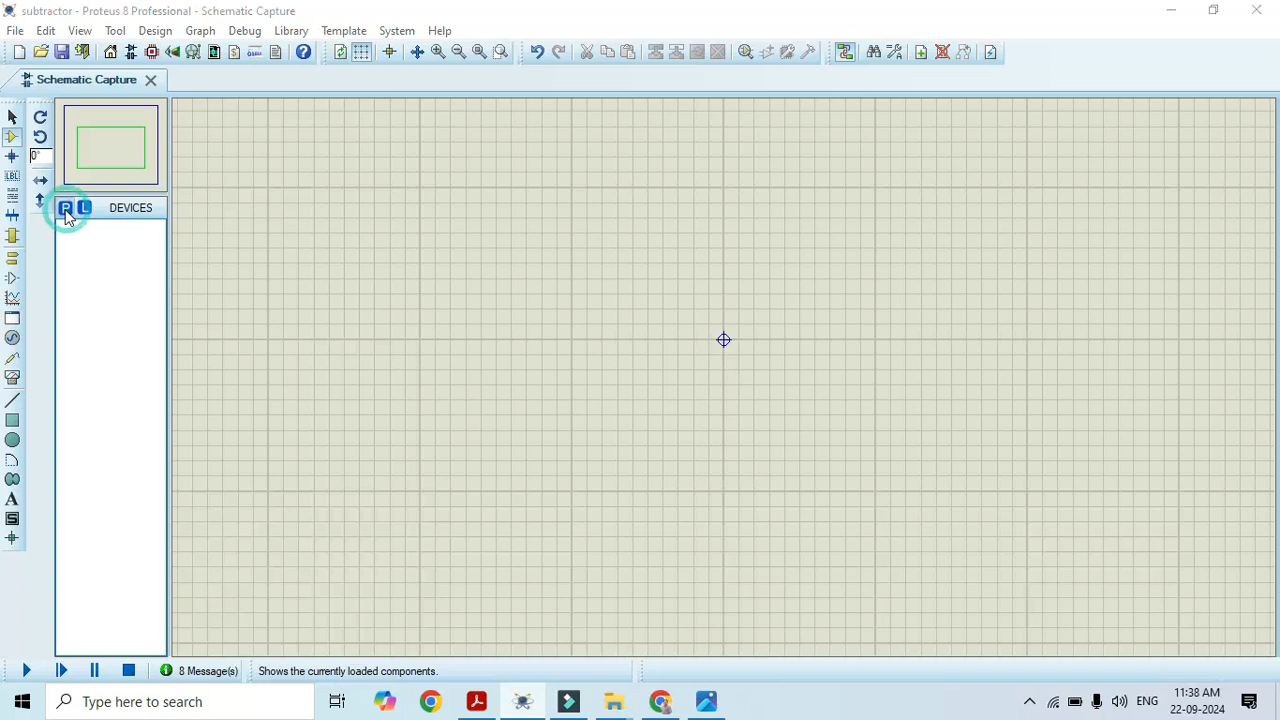 subtractor - Proteus 8 Professional - Schematic Capture
File Edit View Tool Design Graph Debug Library Template System Help
Schematic Capture
LBL
0°
P L DEVICES
A
S
8 Message(s) Shows the currently loaded components.
Type here to search
ENG
11:38 AM
22-09-2024